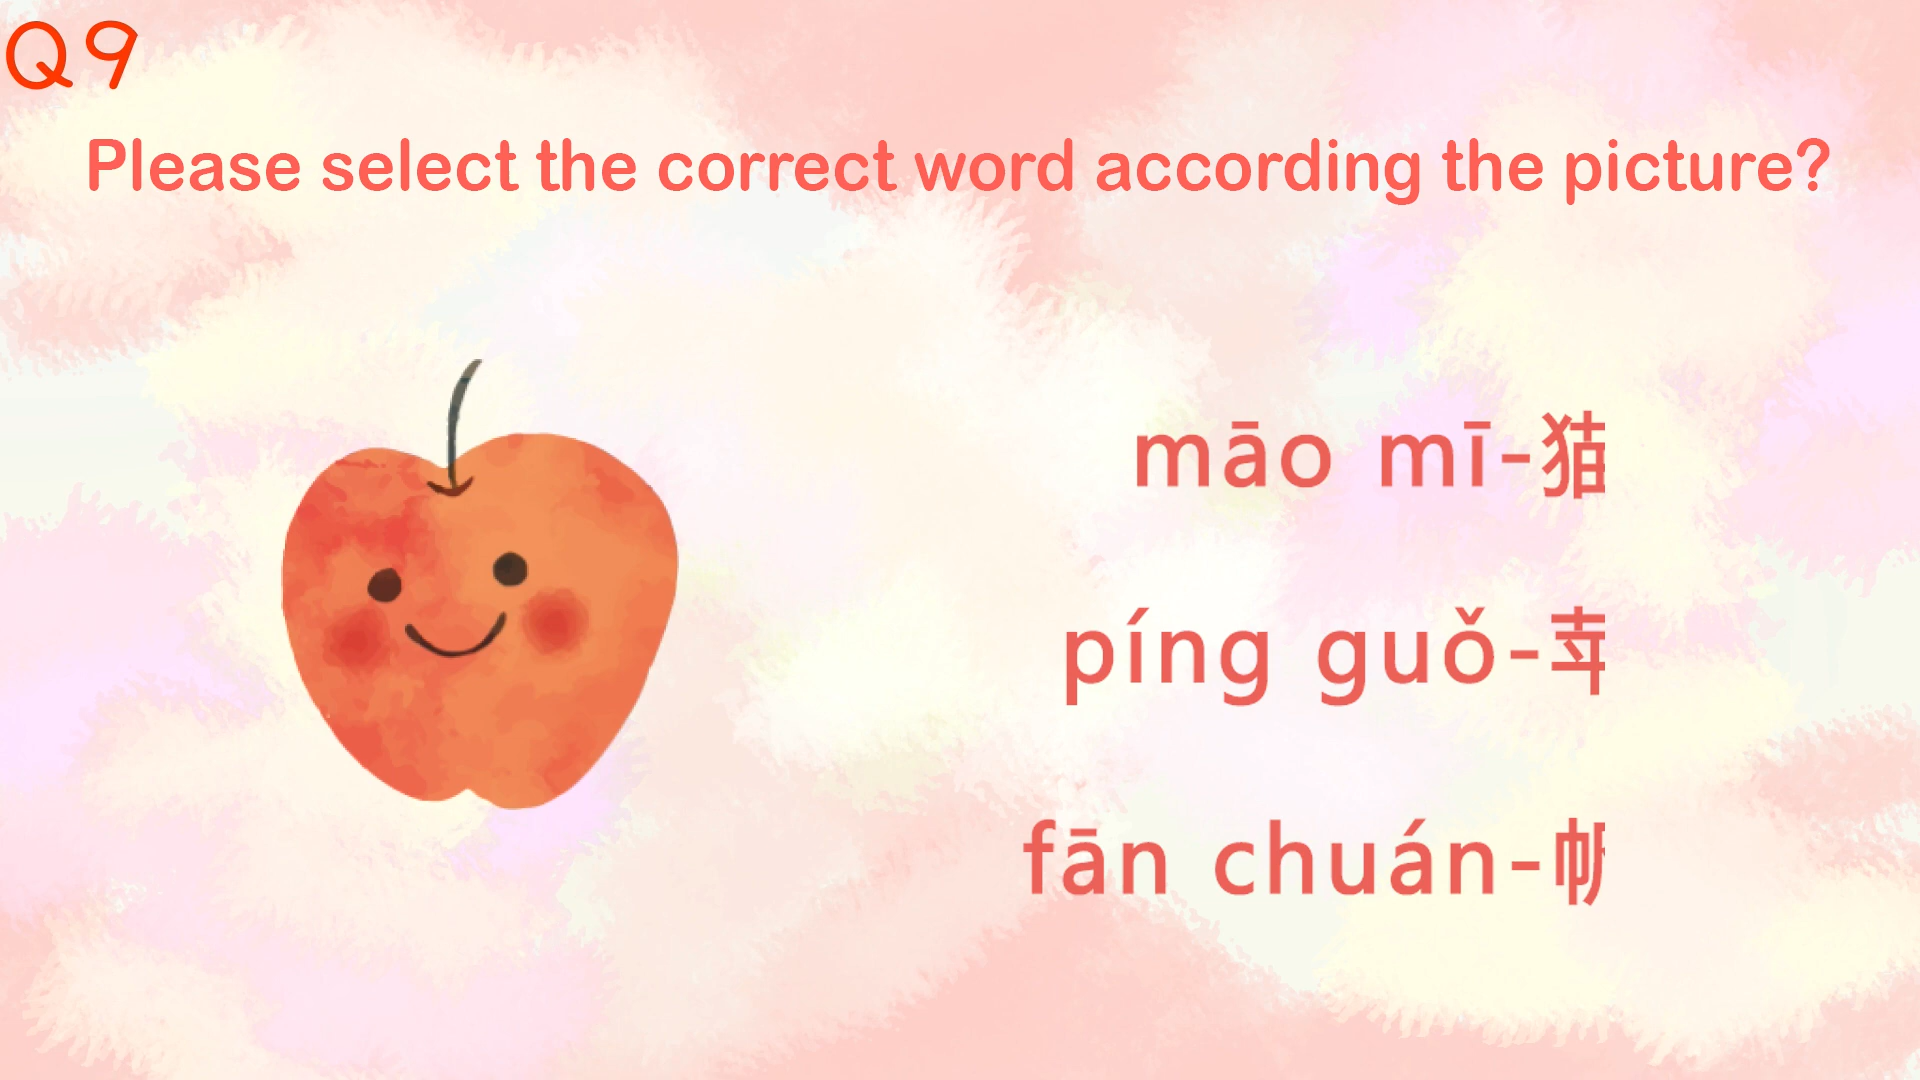 Q9
Please select the correct word according the picture?
māo mī-猫
píng guǒ-苹
fān chuán-帆